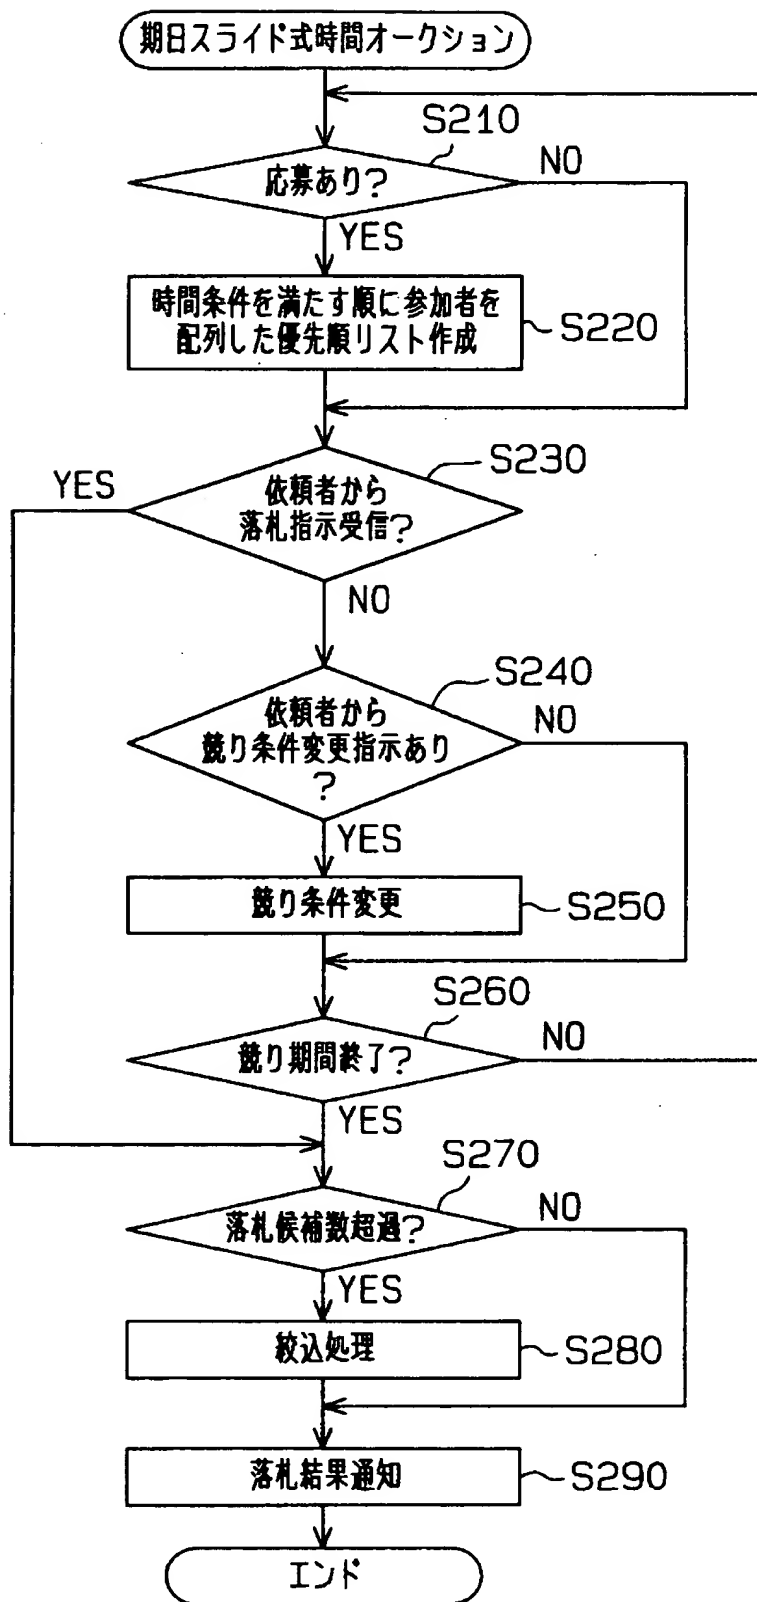 期日スライド式時間オークション
S210
応募あり?
NO
YES
時間条件を満たす順に参加者を
配列した優先順リスト作成
S220
S230
YES
依頼者から
落札指示受信?
NO
S240
依頼者から
競り条件変更指示あり
?
NO
YES
競り条件変更
S250
S260
競り期間終了?
NO
YES
S270
落札候補数超過?
NO
YES
絞込処理
S280
落札結果通知
S290
エンド